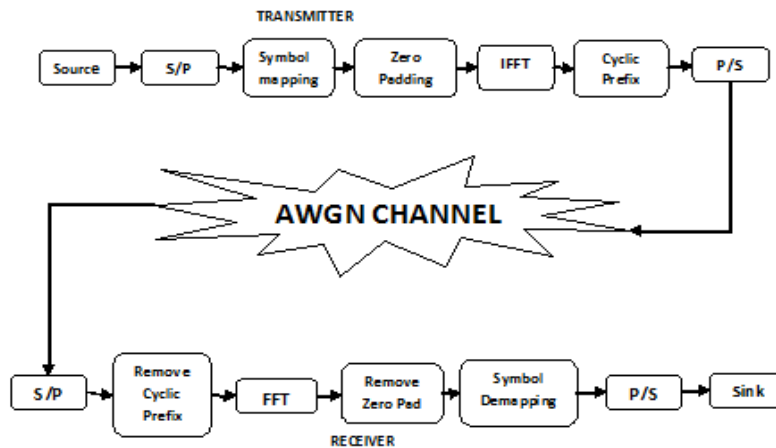 TRANSMITTER
Source
S/P
Symbol
mapping
Zero
Padding
IFFT
Cyclic
Prefix
P/S
AWGN CHANNEL
S/P
Remove
Cyclic
Prefix
FFT
Remove
Zero Pad
Symbol
Demapping
P/S
Sink
RECEIVER